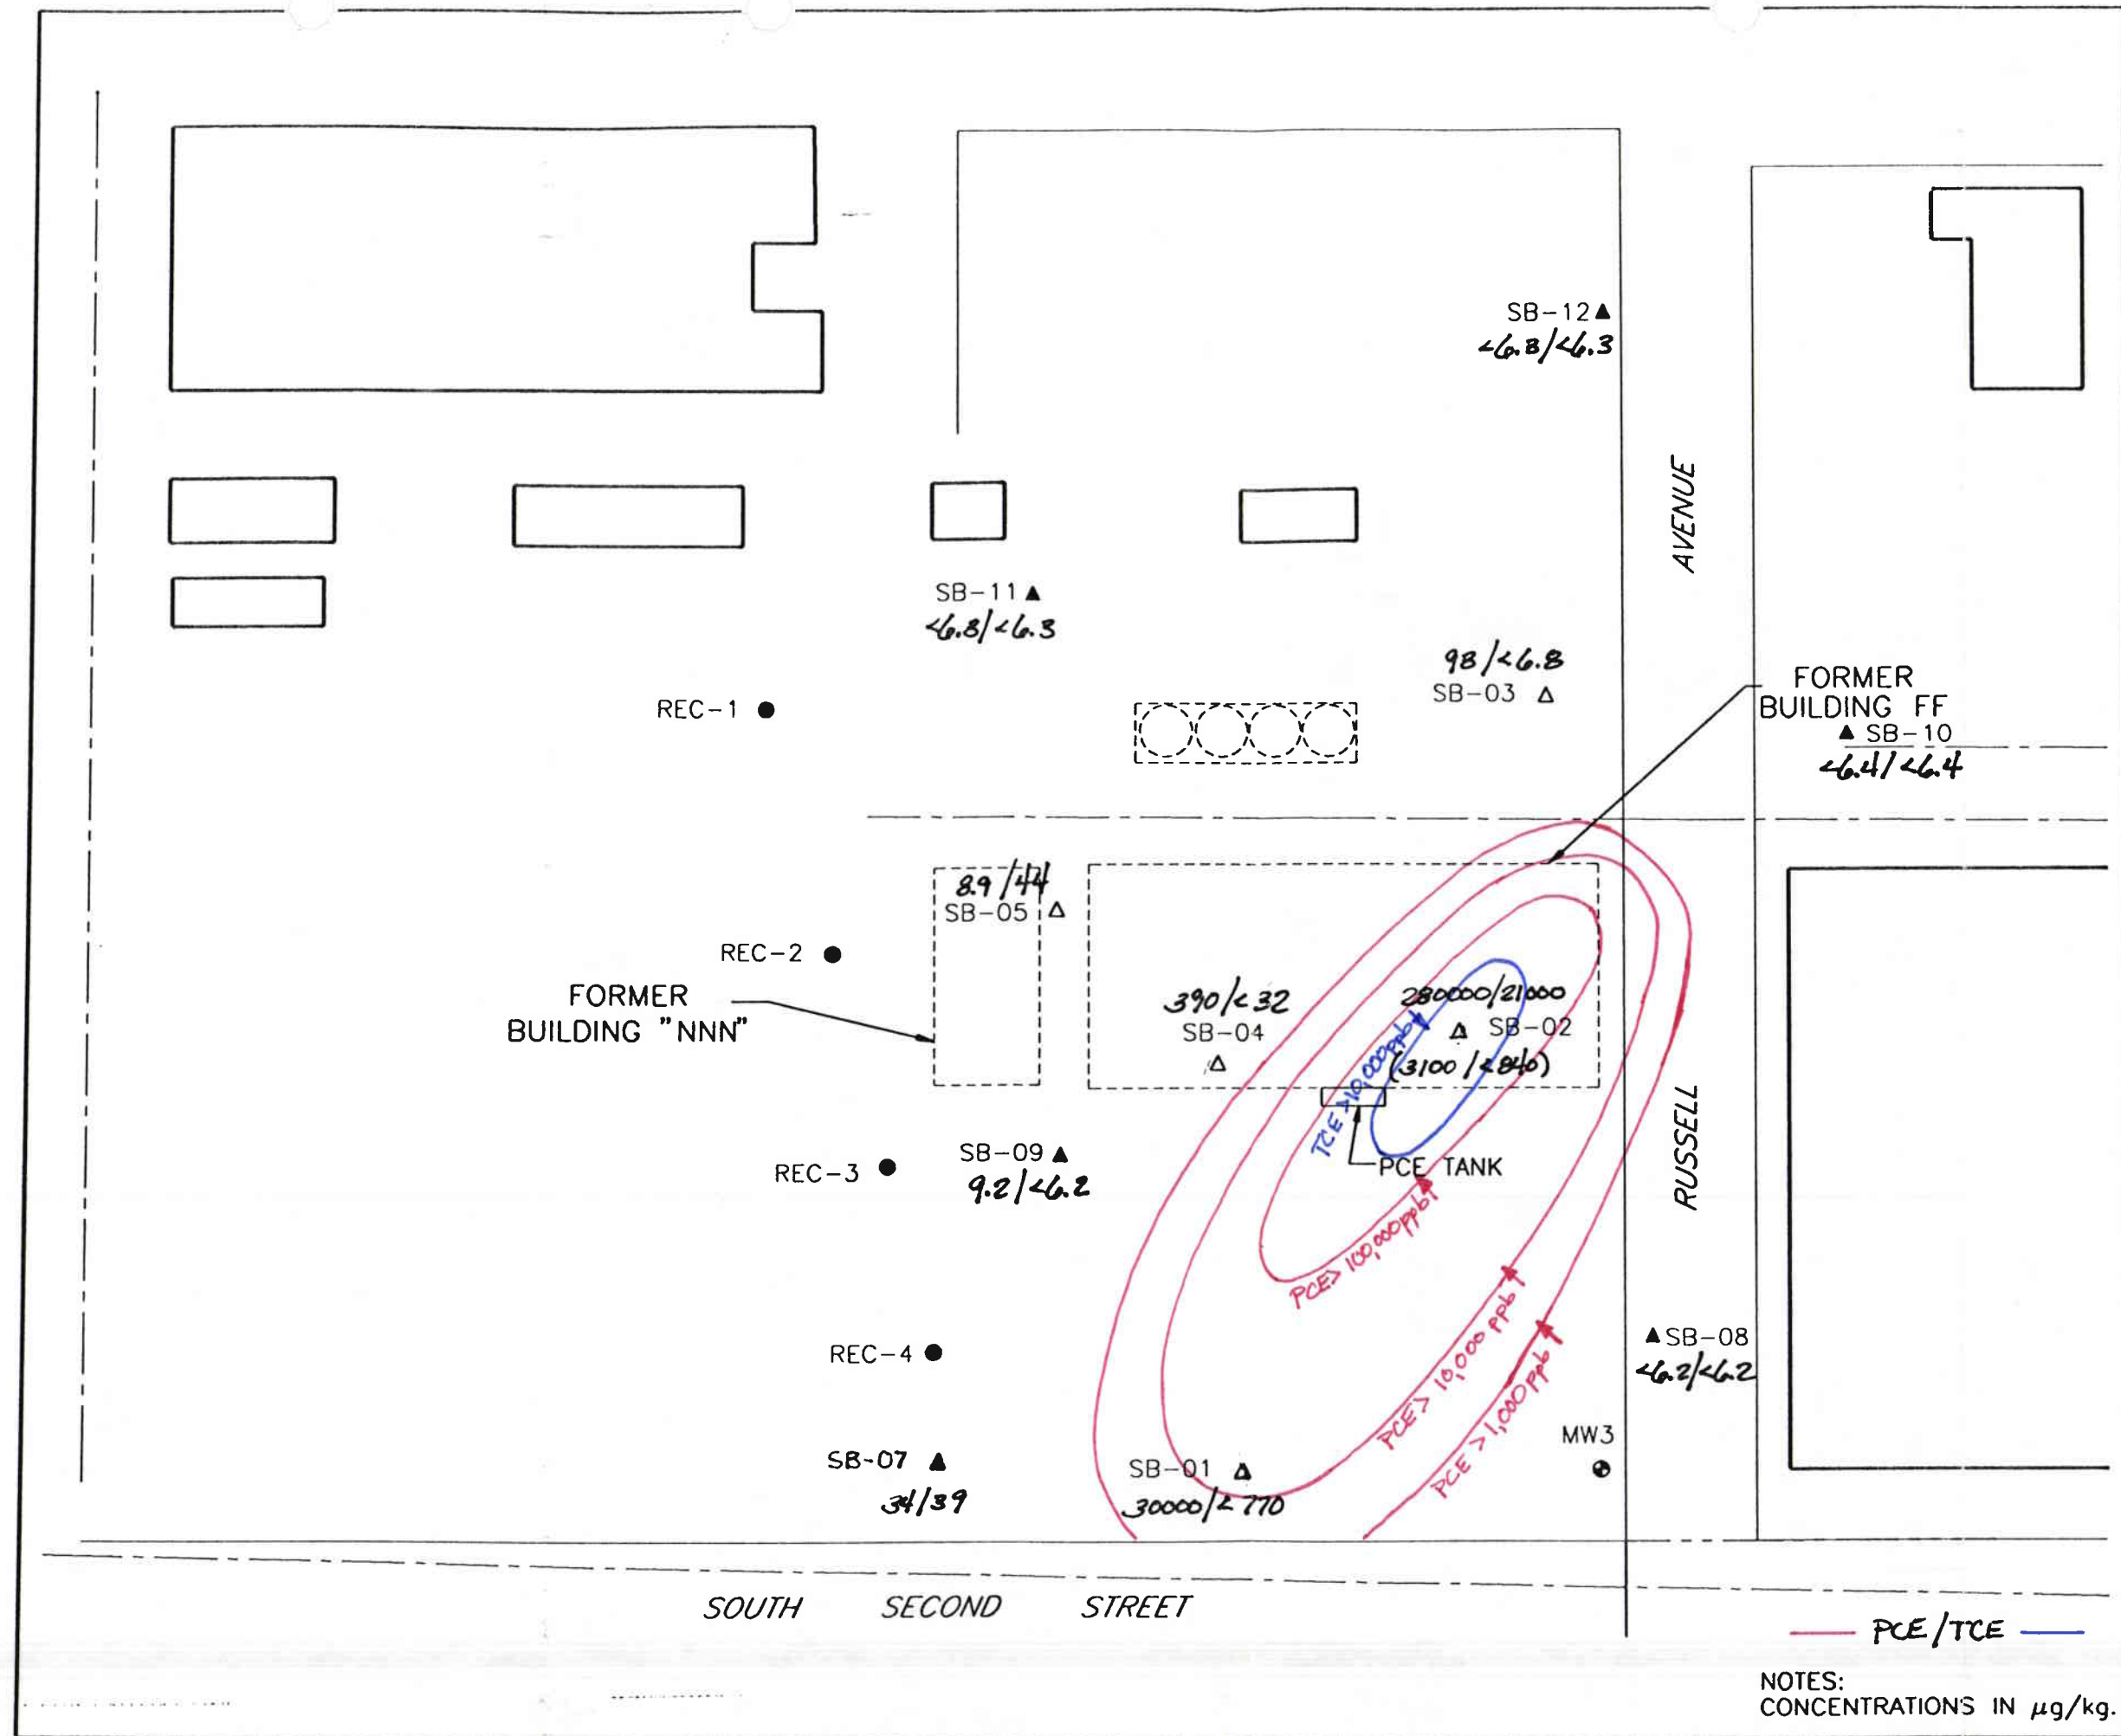 SB-12
<6.8/<6.3
AVENUE
SB-11
<6.8/<6.3
98/<6.8
SB-03
FORMER
BUILDING FF
SB-10
<6.4/<6.4
REC-1
8.9/44
SB-05
REC-2
FORMER
BUILDING "NNN"
390/<32
SB-04
280000/21000
SB-02
(3100/<840)
TCE >10,000 ppb
PCE TANK
RUSSELL
REC-3
SB-09
9.2/<6.2
PCE> 100,000 ppb
PCE> 10,000 ppb
PCE >1,000 ppb
REC-4
SB-08
<6.2/<6.2
MW3
SB-07
34/39
SB-01
30000/<770
SOUTH SECOND STREET
PCE/TCE
NOTES:
CONCENTRATIONS IN µg/kg.